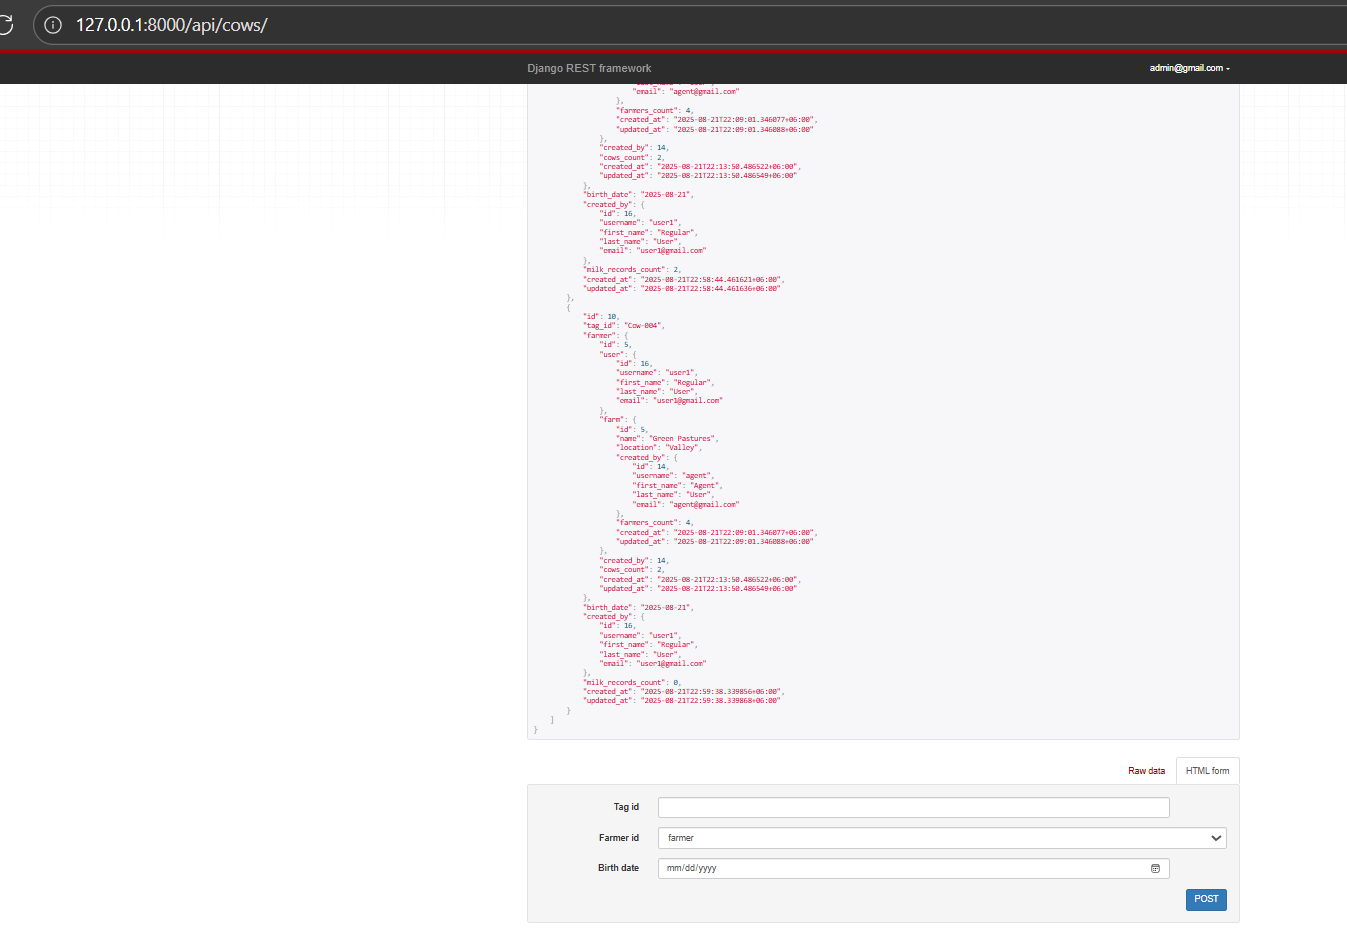 127.0.0.1:8000/api/cows/
Django REST framework
admin@gmail.com
"email": "agent@gmail.com"
},
"farmers_count": 4,
"created_at": "2025-08-21T22:09:01.346077+06:00",
"updated_at": "2025-08-21T22:09:01.346088+06:00"
},
"created_by": 14,
"cows_count": 2,
"created_at": "2025-08-21T22:13:50.486522+06:00",
"updated_at": "2025-08-21T22:13:50.486549+06:00"
},
"birth_date": "2025-08-21",
"created_by": {
"id": 16,
"username": "user1",
"first_name": "Regular",
"last_name": "User",
"email": "user1@gmail.com"
},
"milk_records_count": 2,
"created_at": "2025-08-21T22:58:44.461621+06:00",
"updated_at": "2025-08-21T22:58:44.461636+06:00"
},
{
"id": 10,
"tag_id": "Cow-004",
"farmer": {
"id": 5,
"user": {
"id": 16,
"username": "user1",
"first_name": "Regular",
"last_name": "User",
"email": "user1@gmail.com"
},
"farm": {
"id": 5,
"name": "Green Pastures",
"location": "Valley",
"created_by": {
"id": 14,
"username": "agent",
"first_name": "Agent",
"last_name": "User",
"email": "agent@gmail.com"
},
"farmers_count": 4,
"created_at": "2025-08-21T22:09:01.346077+06:00",
"updated_at": "2025-08-21T22:09:01.346088+06:00"
},
"created_by": 14,
"cows_count": 2,
"created_at": "2025-08-21T22:13:50.486522+06:00",
"updated_at": "2025-08-21T22:13:50.486549+06:00"
},
"birth_date": "2025-08-21",
"created_by": {
"id": 16,
"username": "user1",
"first_name": "Regular",
"last_name": "User",
"email": "user1@gmail.com"
},
"milk_records_count": 0,
"created_at": "2025-08-21T22:59:38.339856+06:00",
"updated_at": "2025-08-21T22:59:38.339868+06:00"
}
]
}
Raw data HTML form
Tag id
Farmer id farmer
Birth date mm/dd/yyyy
POST